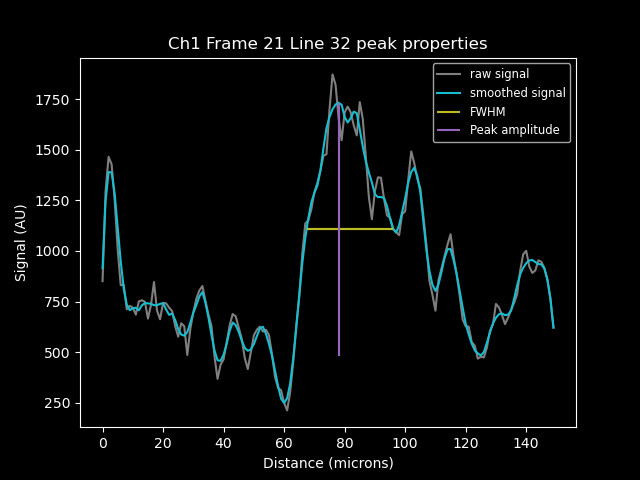 Ch1 Frame 21 Line 32 peak properties
raw signal
smoothed signal
FWHM
Peak amplitude
Signal (AU)
1750
1500
1250
1000
750
500
250
0 20 40 60 80 100 120 140
Distance (microns)